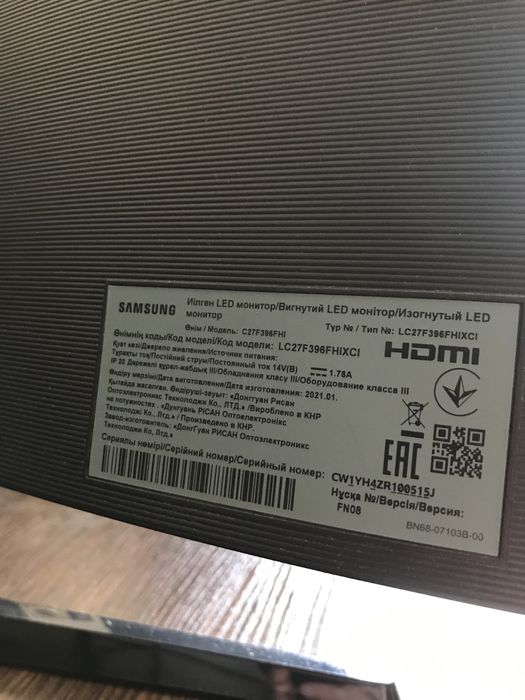 SAMSUNG
Иілген LED монитор/Вигнутий LED монітор/Изогнутый LED
монитор
Өнім / Модель: C27F396FHI Түр № / Тип №: LC27F396FHIXCI
Өнімнің коды/Код моделі/Код модели: LC27F396FHIXCI
Қуат көзі/Джерело живлення/Источник питания:
Тұрақты ток/Постійний струм/Постоянный ток 14V(В) 1.78A
IP 20 Дәрежелі құрал-жабдық III/Обладнання класу III/Оборудование класса III
Өндіру мерзімі/Дата виготовлення/Дата изготовления: 2021.01.
Қытайда жасалған. Өндіруші-зауыт: «Донггуан Рисан
Оптоэлектроникс Текнолоджи Ко., ЛТД.» / Вироблено в КНР
на потужностях . «Дунгуань РІСАН Оптоелектронікс
Технолоджі Ко., Лтд» / Произведено в КНР.
Завод-изготовитель: «ДонгГуан РИСАН Оптоэлектроникс
Текнолоджи Ко., Лтд.»
HDMI
EAC
Сериялы немірі/Серійний номер/Серийный номер: CW1YH4ZR100515J
Нұсқа №/Версія/Версия:
FN08
BN68-07103B-00